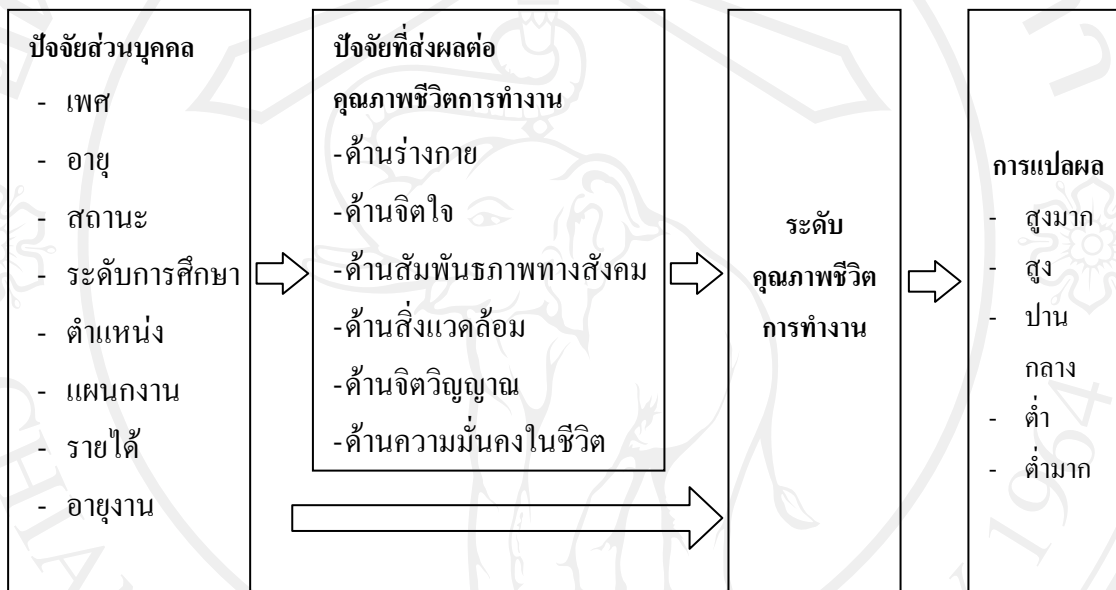 ปัจจัยส่วนบุคคล
- เพศ
- อายุ
- สถานะ
- ระดับการศึกษา
- ตำแหน่ง
- แผนกงาน
- รายได้
- อายุงาน
ปัจจัยที่ส่งผลต่อ
คุณภาพชีวิตการทำงาน
-ด้านร่างกาย
-ด้านจิตใจ
-ด้านสัมพันธภาพทางสังคม
-ด้านสิ่งแวดล้อม
-ด้านจิตวิญญาณ
-ด้านความมั่นคงในชีวิต
ระดับ
คุณภาพชีวิต
การทำงาน
การแปลผล
- สูงมาก
- สูง
- ปาน
กลาง
- ต่ำ
- ต่ำมาก
1964